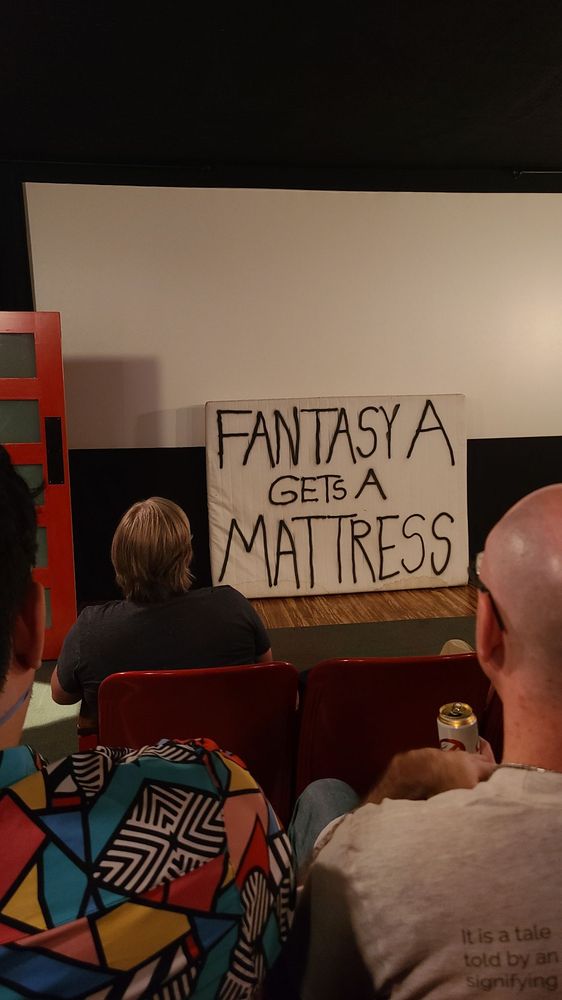 FANTASY A
GETS A
MATTRESS
It is a tale
told by an
signifying